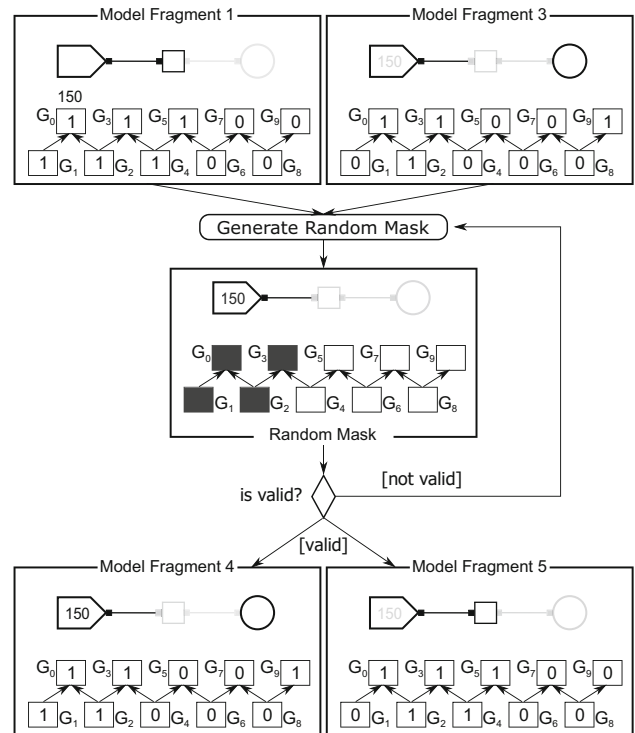 Model Fragment 1
150
G0 1 G3 1 G5 1 G7 0 G9 0
1 G1 1 G2 1 G4 0 G6 0 G8
Model Fragment 3
150
G0 1 G3 1 G5 0 G7 0 G9 1
0 G1 1 G2 0 G4 0 G6 0 G8
Generate Random Mask
150
G0 G3 G5 G7 G9
G1 G2 G4 G6 G8
Random Mask
is valid?
[not valid]
[valid]
Model Fragment 4
150
G0 1 G3 1 G5 0 G7 0 G9 1
1 G1 1 G2 0 G4 0 G6 0 G8
Model Fragment 5
150
G0 1 G3 1 G5 1 G7 0 G9 0
0 G1 1 G2 1 G4 0 G6 0 G8